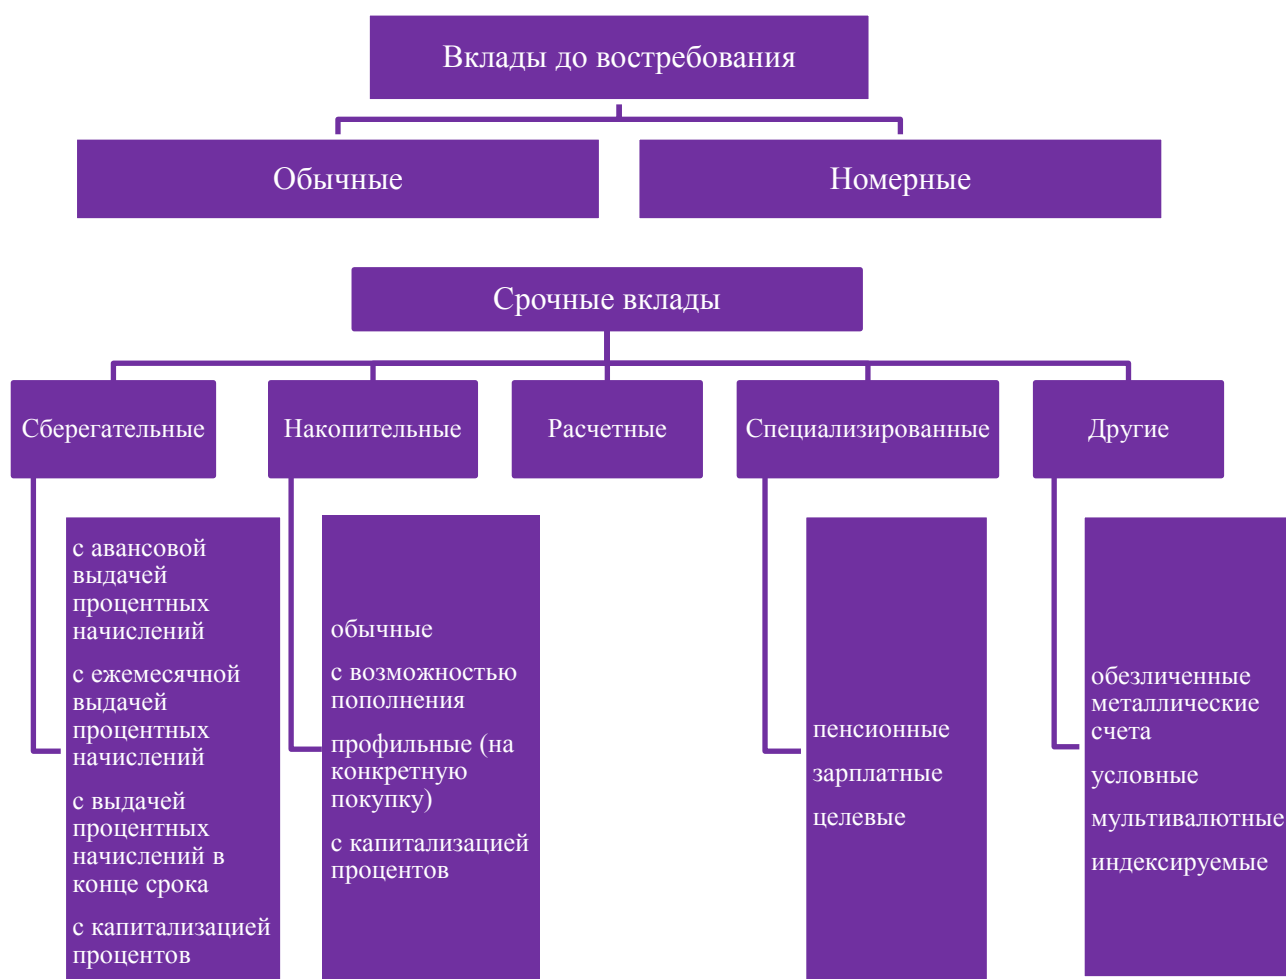 Вклады до востребования
Обычные
Номерные
Срочные вклады
Сберегательные
Накопительные
Расчетные
Специализированные
Другие
с авансовой
выдачей
процентных
начислений
с ежемесячной
выдачей
процентных
начислений
с выдачей
процентных
начислений в
конце срока
с капитализацией
процентов
обычные
с возможностью
пополнения
профильные (на
конкретную
покупку)
с капитализацией
процентов
пенсионные
зарплатные
целевые
обезличенные
металлические
счета
условные
мультивалютные
индексируемые